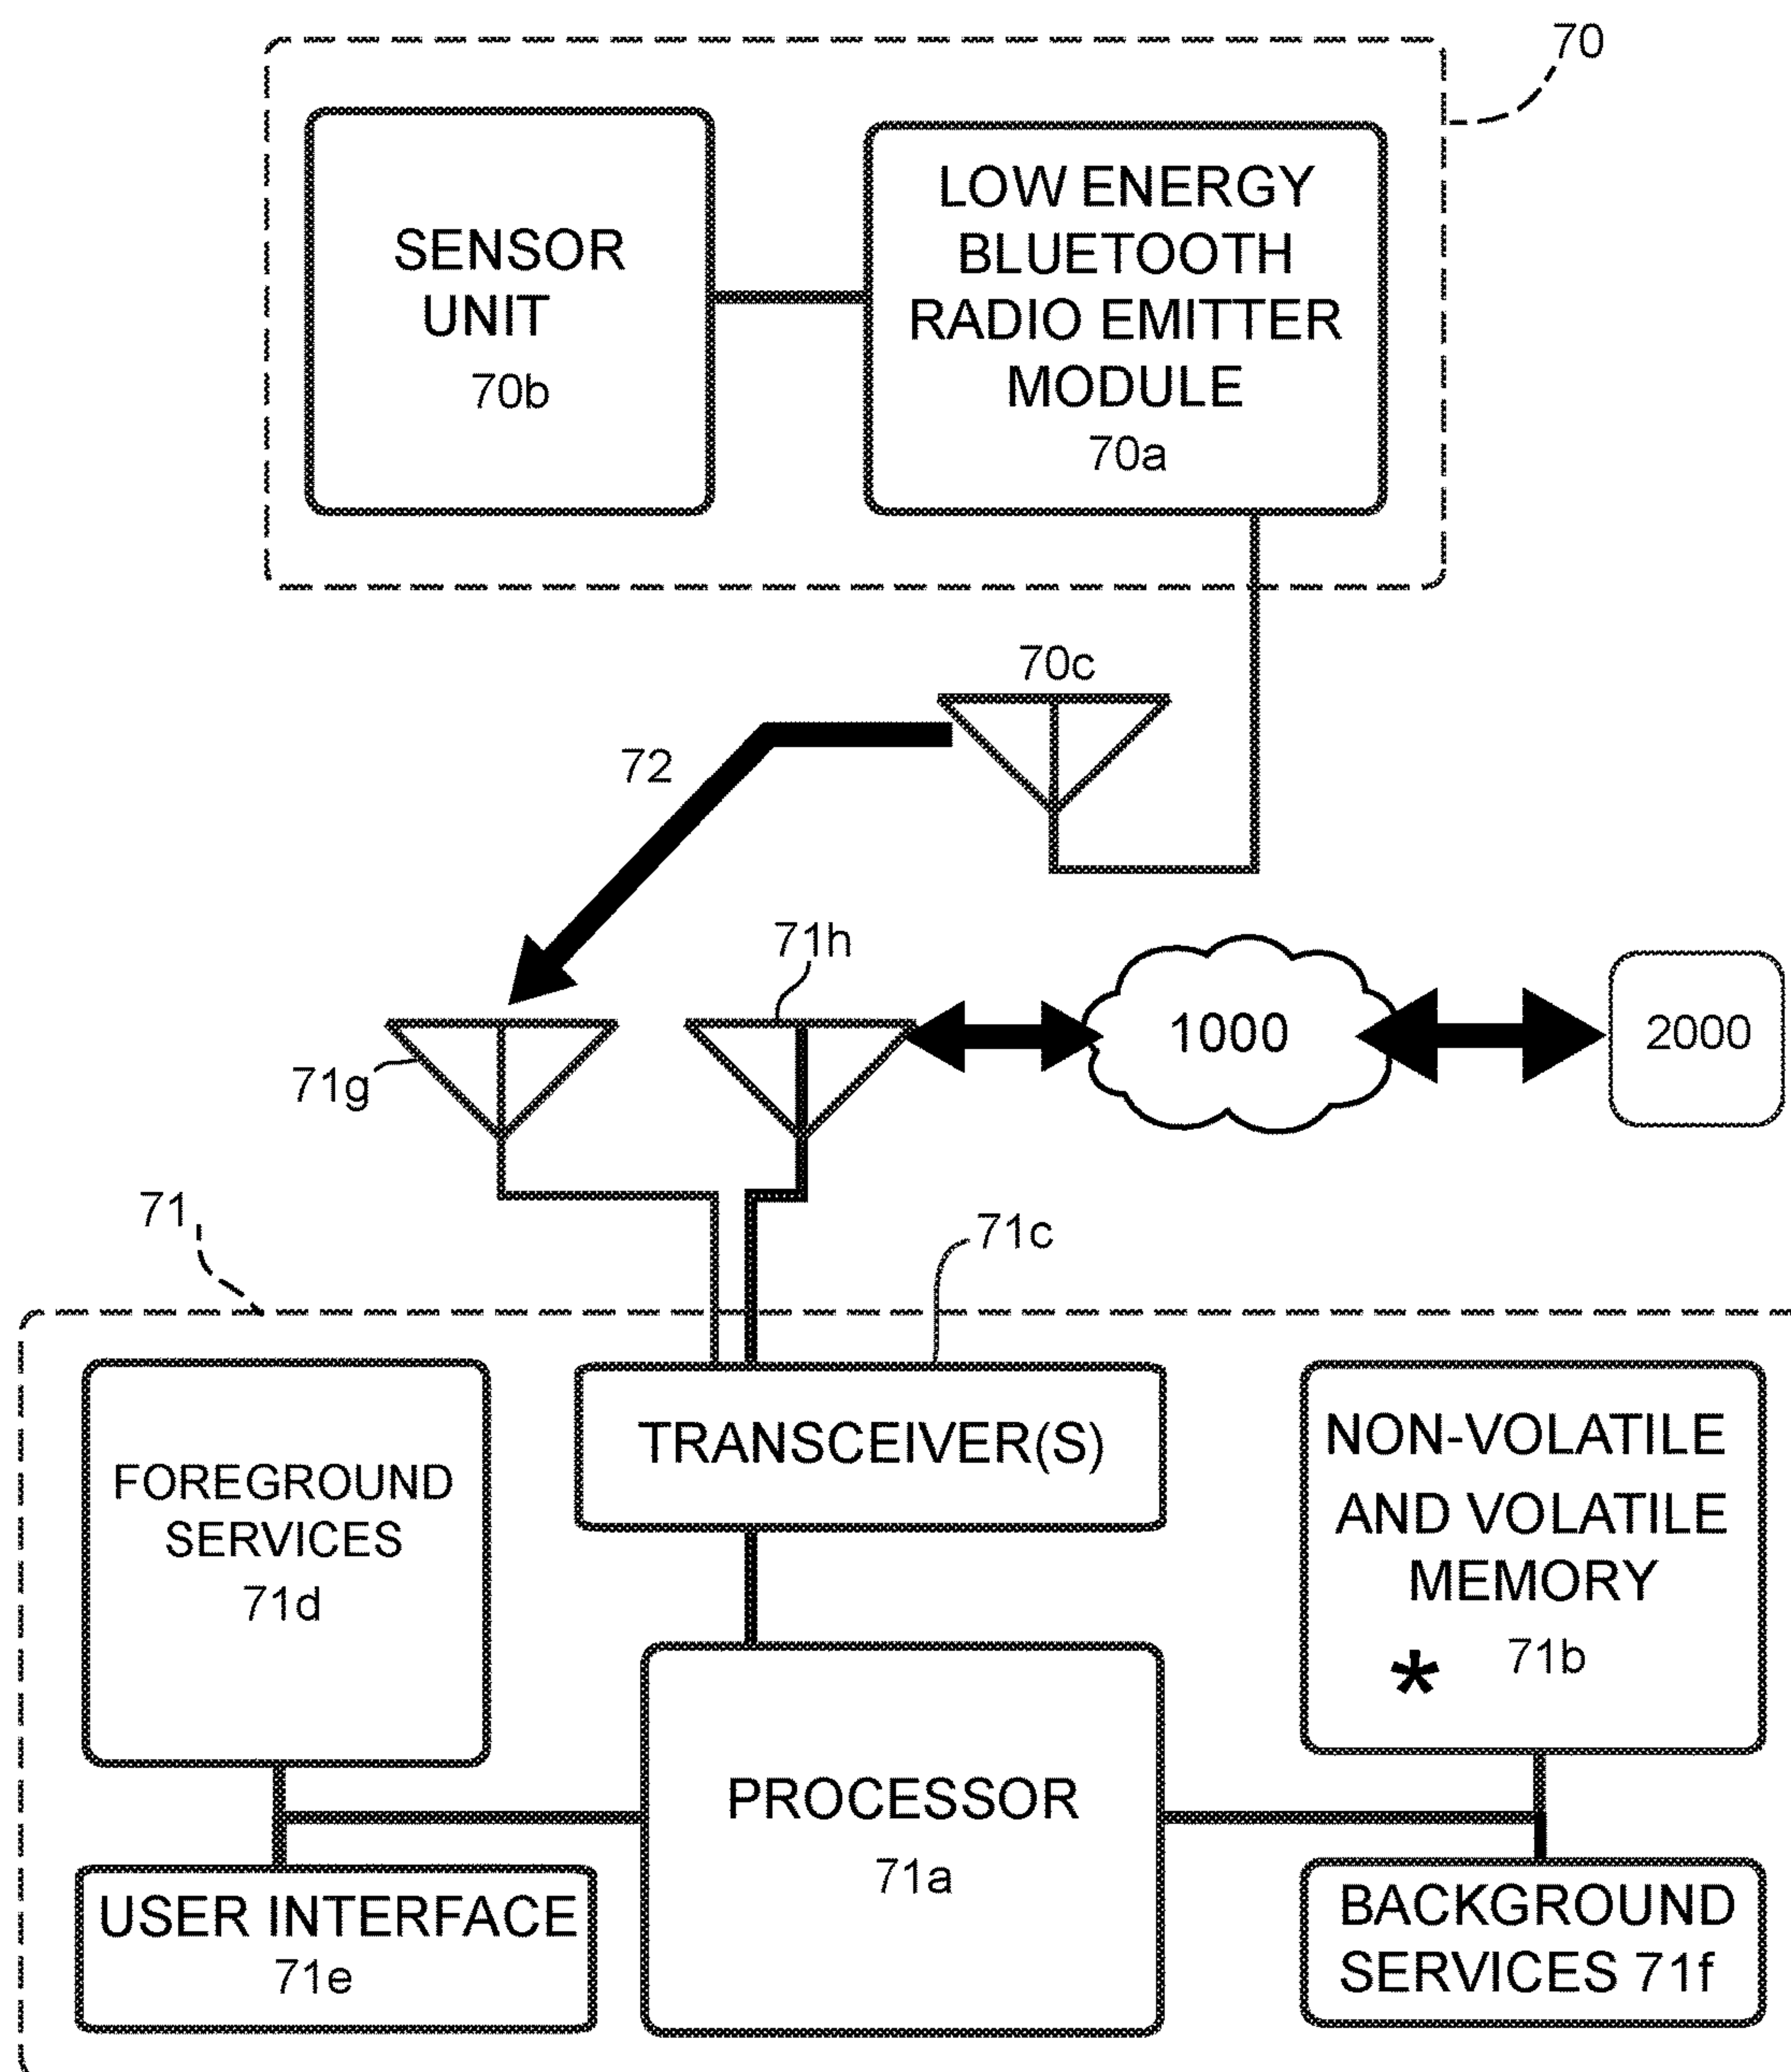 70
SENSOR
UNIT
70b
LOW ENERGY
BLUETOOTH
RADIO EMITTER
MODULE
70a
70c
72
71h
1000
2000
71g
71
71c
FOREGROUND
SERVICES
71d
TRANSCEIVER(S)
NON-VOLATILE
AND VOLATILE
MEMORY
* 71b
PROCESSOR
71a
USER INTERFACE
71e
BACKGROUND
SERVICES 71f